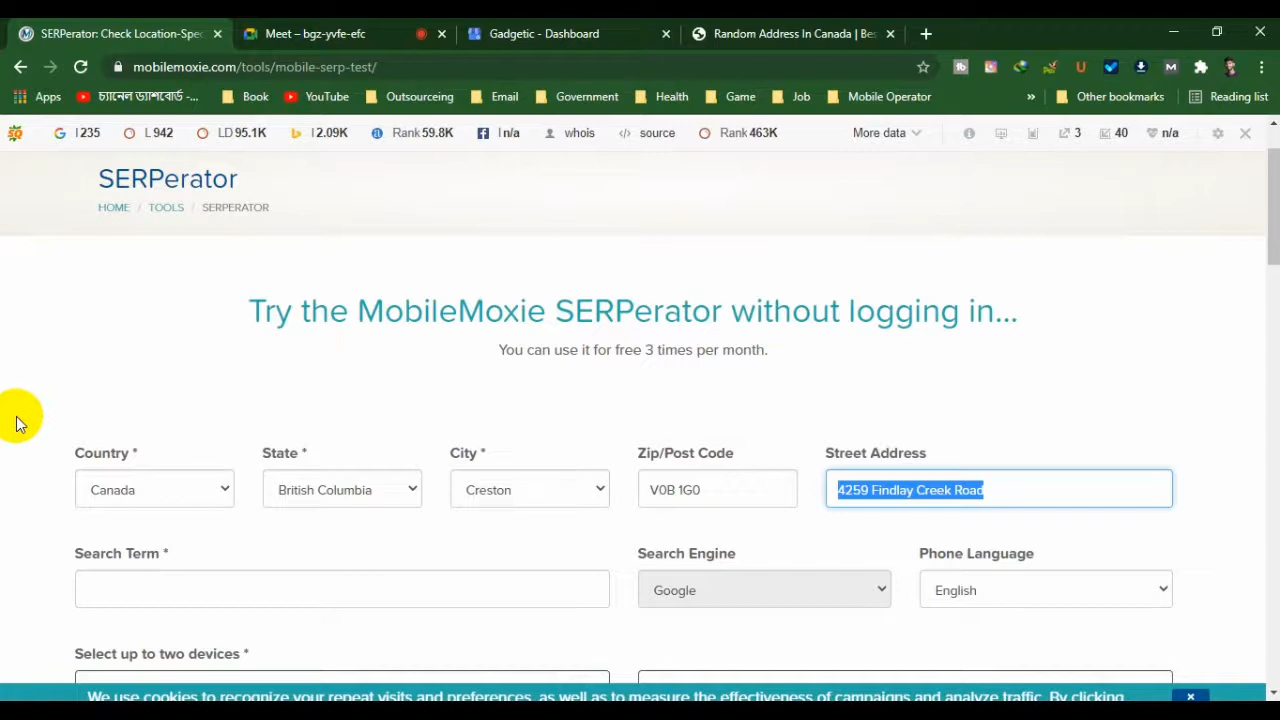 SERPerator: Check Location-Spec
Meet – bgz-yvfe-efc
Gadgetic - Dashboard
Random Address In Canada | Bes
mobilemoxie.com/tools/mobile-serp-test/
Apps
চ্যানেল ড্যাশবোর্ড -...
Book
YouTube
Outsourceing
Email
Government
Health
Game
Job
Mobile Operator
»
Other bookmarks
Reading list
I 235
L 942
LD 95.1K
I 2.09K
Rank 59.8K
I n/a
whois
source
Rank 463K
More data
3
40
n/a
SERPerator
HOME / TOOLS / SERPERATOR
Try the MobileMoxie SERPerator without logging in...
You can use it for free 3 times per month.
Country *
State *
City *
Zip/Post Code
Street Address
Canada
British Columbia
Creston
V0B 1G0
4259 Findlay Creek Road
Search Term *
Search Engine
Phone Language
Google
English
Select up to two devices *
We use cookies to recognize your repeat visits and preferences, as well as to measure the effectiveness of campaigns and analyze traffic. By clicking